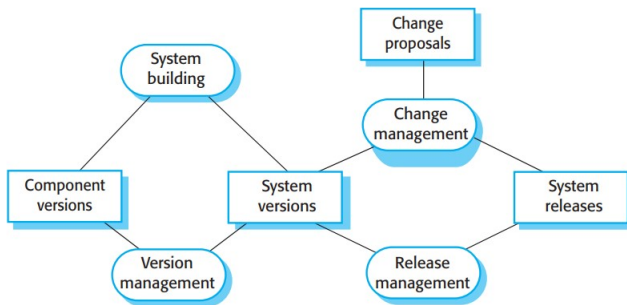 Change
proposals
System
building
Change
management
Component
versions
System
versions
System
releases
Version
management
Release
management